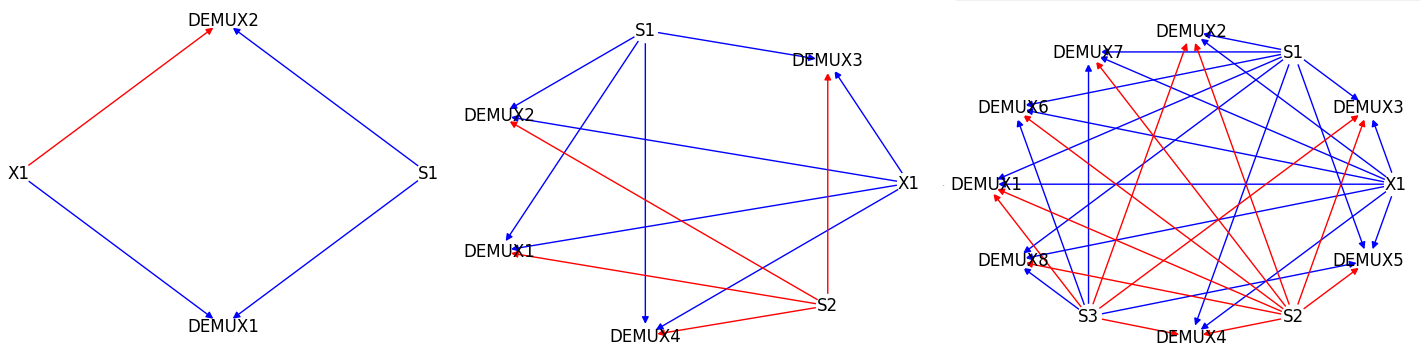 DEMUX2
X1
S1
DEMUX1
S1
DEMUX3
DEMUX2
X1
DEMUX1
S2
DEMUX4
DEMUX2
DEMUX7
S1
DEMUX6
DEMUX3
DEMUX1
X1
DEMUX8
DEMUX5
S3
S2
DEMUX4